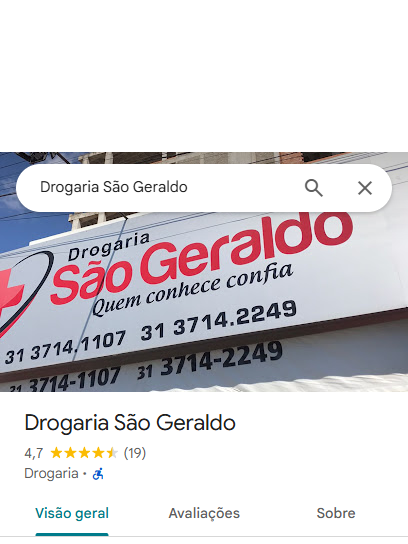 Drogaria São Geraldo
Drogaria
São Geraldo
Quem conhece confia
31 3714.1107 31 3714.2249
31 3714-1107 31 3714-2249
Drogaria São Geraldo
4,7 (19)
Drogaria ·
Visão geral Avaliações Sobre